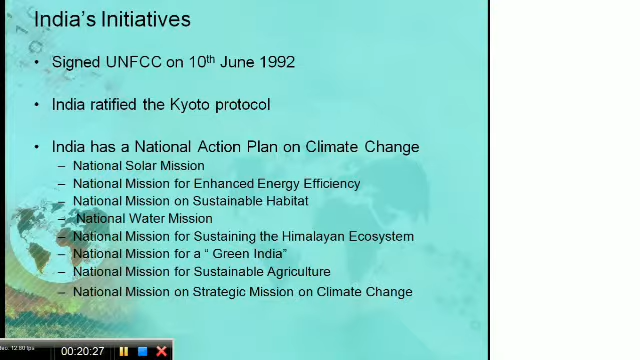 India's Initiatives
• Signed UNFCC on 10th June 1992
• India ratified the Kyoto protocol
• India has a National Action Plan on Climate Change
– National Solar Mission
– National Mission for Enhanced Energy Efficiency
– National Mission on Sustainable Habitat
– National Water Mission
– National Mission for Sustaining the Himalayan Ecosystem
– National Mission for a “ Green India”
– National Mission for Sustainable Agriculture
– National Mission on Strategic Mission on Climate Change
00:20:27